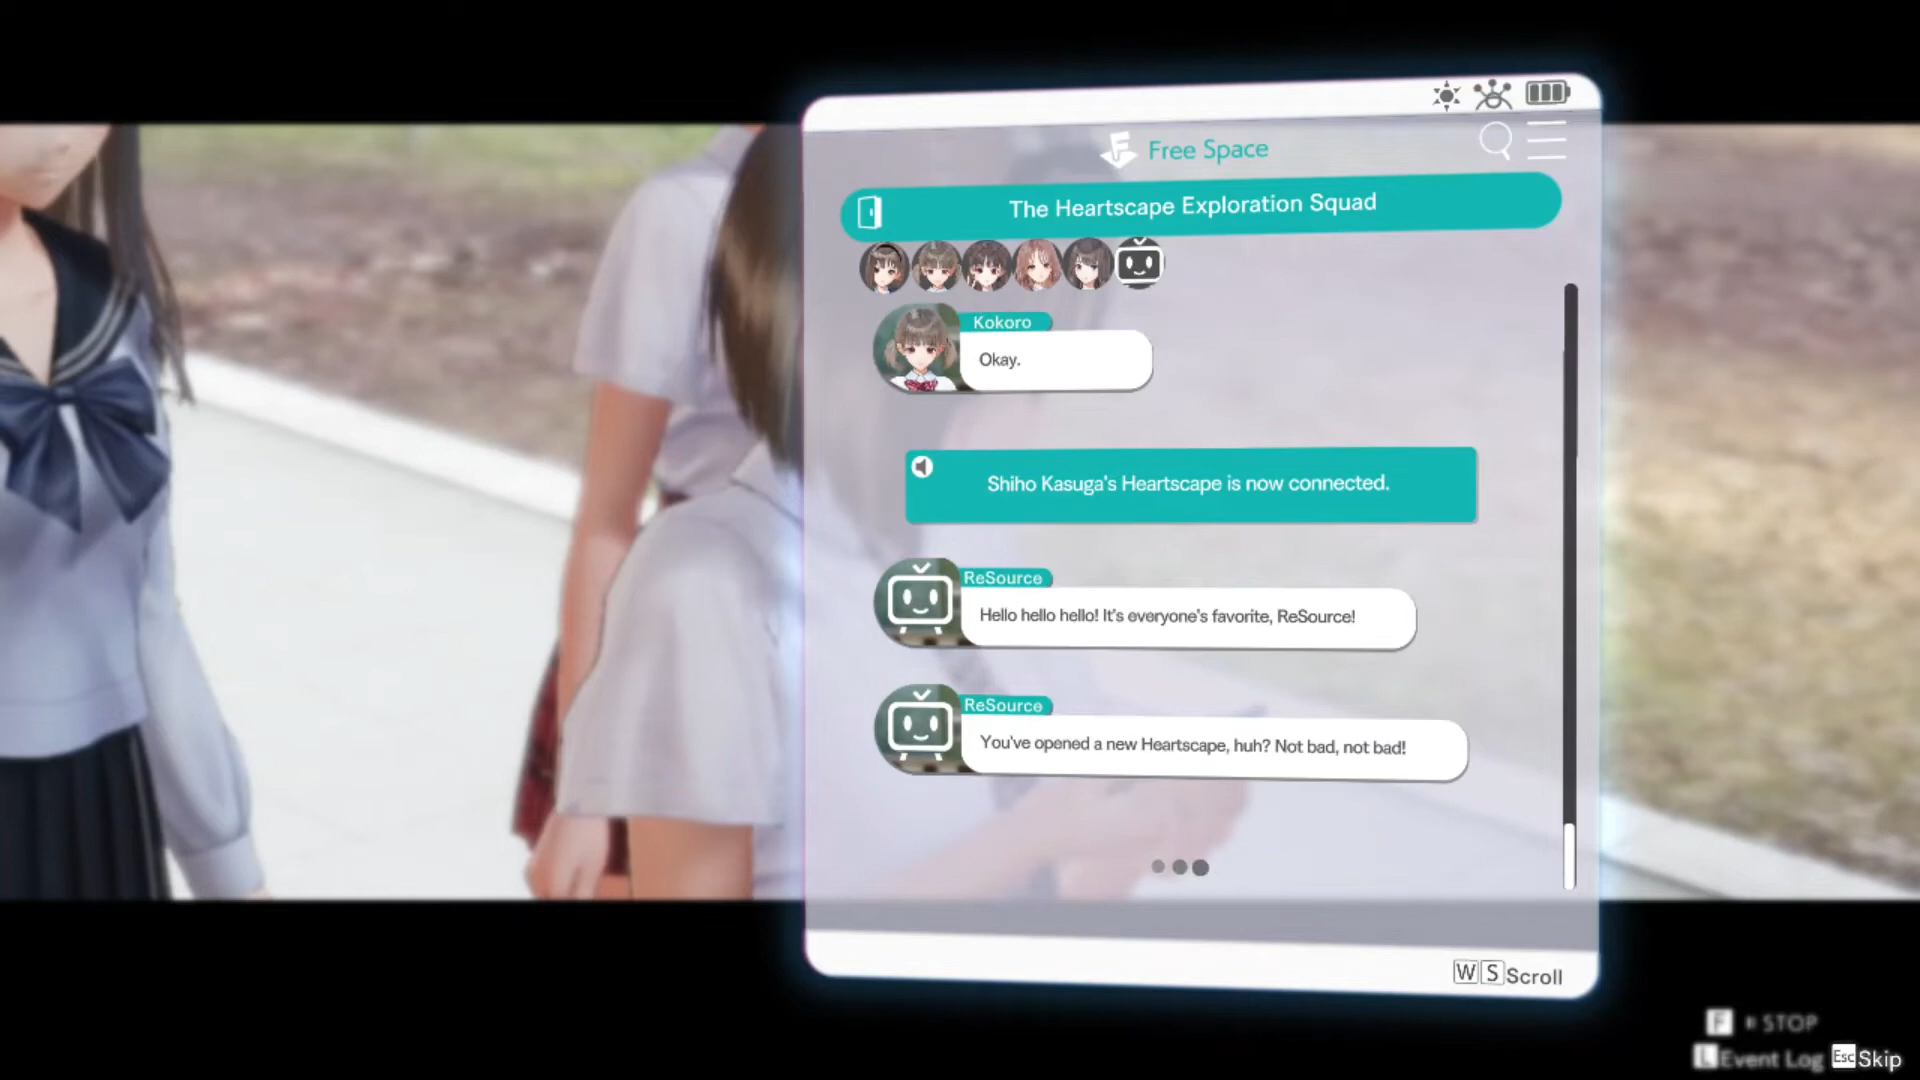 Free Space
The Heartscape Exploration Squad
Kokoro
Okay.
Shiho Kasuga's Heartscape is now connected.
ReSource
Hello hello hello! It's everyone's favorite, ReSource!
ReSource
You've opened a new Heartscape, huh? Not bad, not bad!
W S Scroll
F STOP
L Event Log Esc Skip